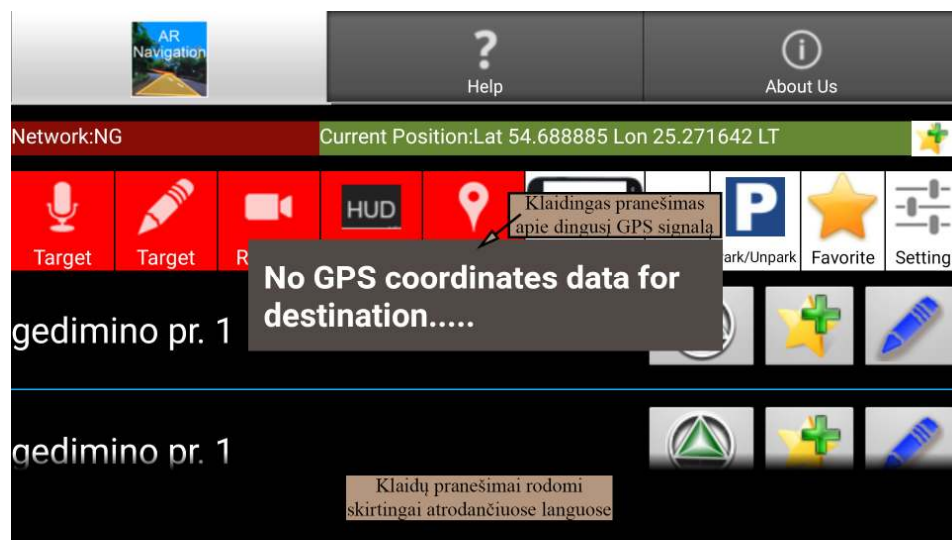 AR
Navigation
?
Help
i
About Us
Network:NG
Current Position:Lat 54.688885 Lon 25.271642 LT
HUD
P
Target
Target
R
ark/Unpark
Favorite
Setting
Klaidingas pranešimas
apie dingusį GPS signalą
No GPS coordinates data for
destination.....
gedimino pr. 1
gedimino pr. 1
Klaidų pranešimai rodomi
skirtingai atrodančiuose languose